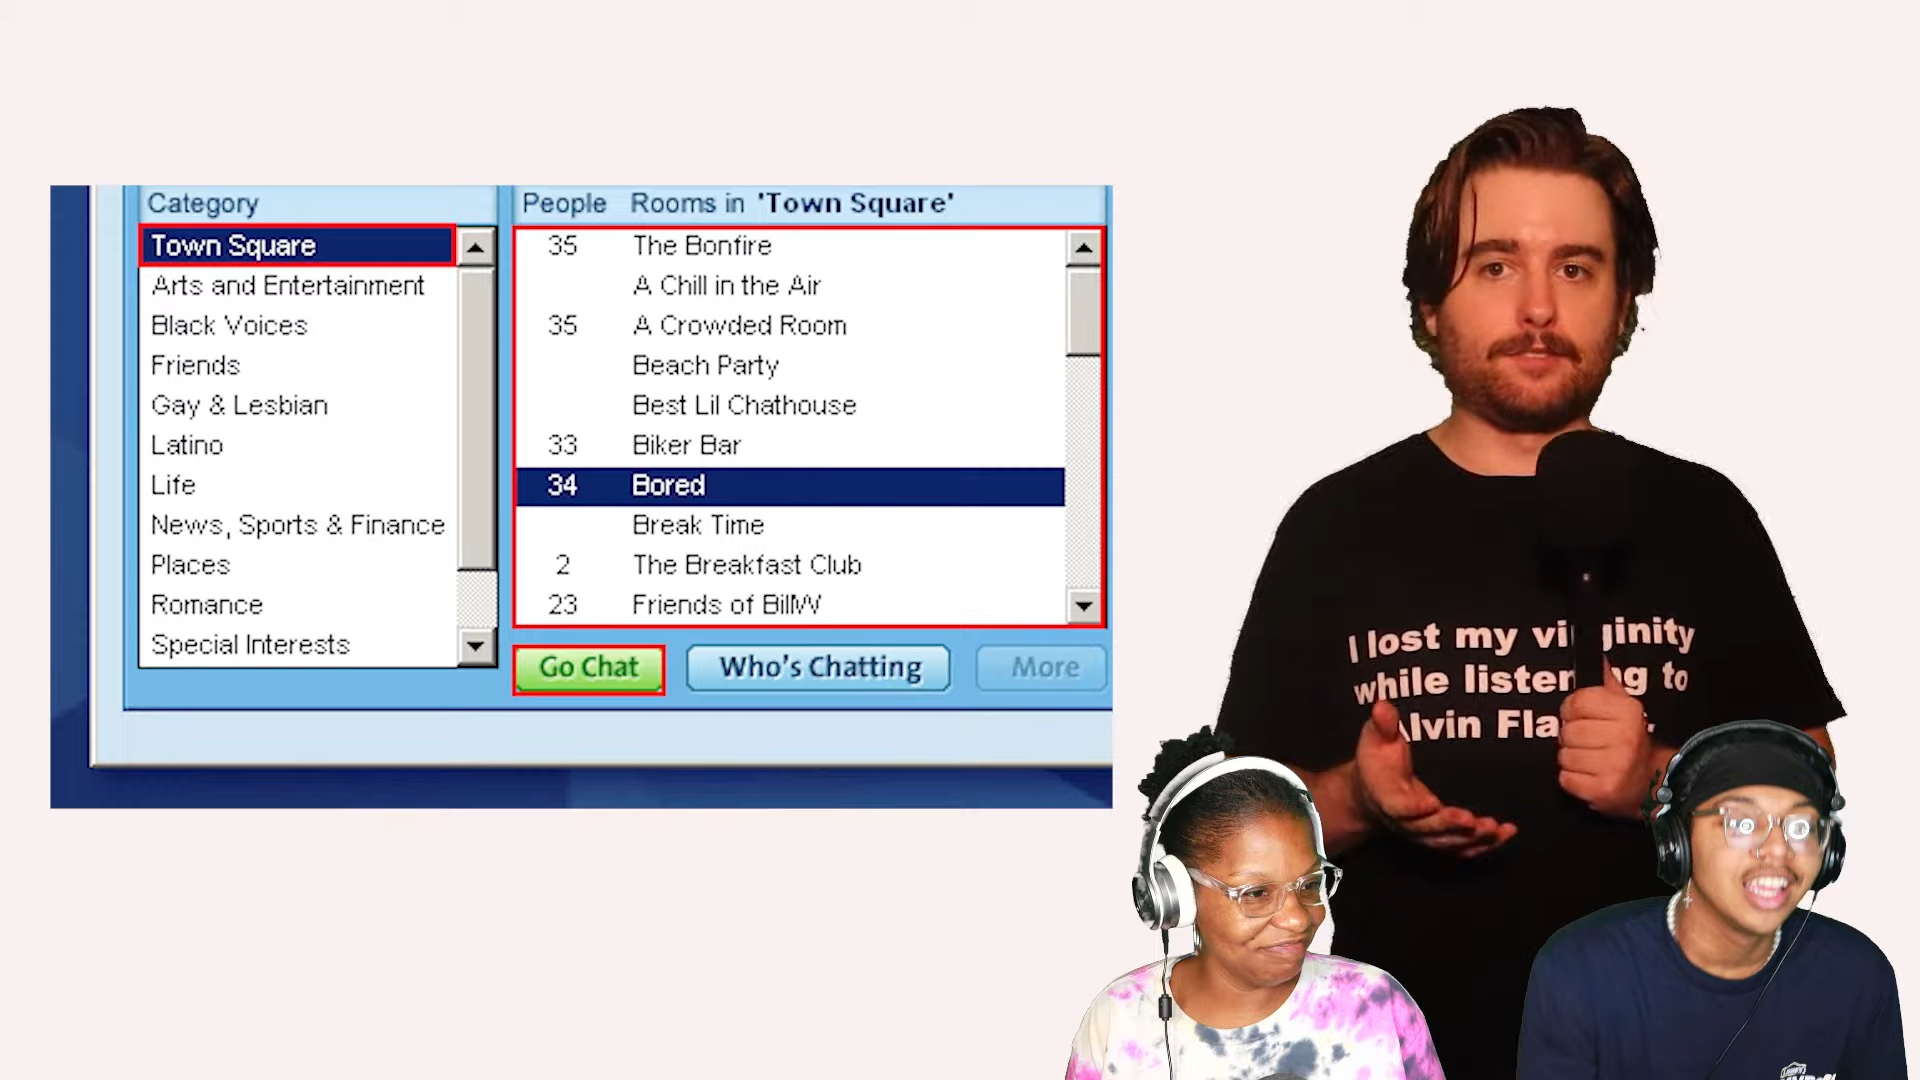 Category
Town Square
Arts and Entertainment
Black Voices
Friends
Gay & Lesbian
Latino
Life
News, Sports & Finance
Places
Romance
Special Interests
People Rooms in 'Town Square'
35 The Bonfire
A Chill in the Air
35 A Crowded Room
Beach Party
Best Lil Chathouse
33 Biker Bar
34 Bored
Break Time
2 The Breakfast Club
23 Friends of BillW
Go Chat Who's Chatting More
I lost my vi ginity
while listen g to
lvin Fla